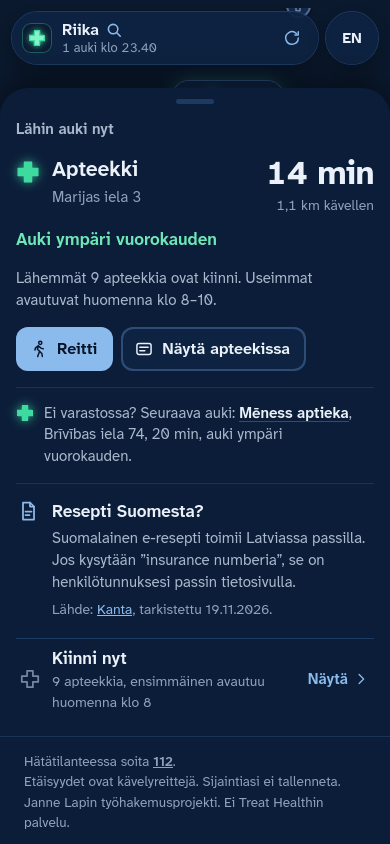 Riika
1 auki klo 23.40
EN
Lähin auki nyt
Apteekki
14 min
Marijas iela 3
1,1 km kävellen
Auki ympäri vuorokauden
Lähemmät 9 apteekkia ovat kiinni. Useimmat
avautuvat huomenna klo 8–10.
Reitti
Näytä apteekissa
Ei varastossa? Seuraava auki: Mēness aptieka,
Brīvības iela 74, 20 min, auki ympäri
vuorokauden.
Resepti Suomesta?
Suomalainen e-resepti toimii Latviassa passilla.
Jos kysytään ”insurance numberia”, se on
henkilötunnuksesi passin tietosivulla.
Lähde: Kanta, tarkistettu 19.11.2026.
Kiinni nyt
9 apteekkia, ensimmäinen avautuu
huomenna klo 8
Näytä
Hätätilanteessa soita 112.
Etäisyydet ovat kävelyreittejä. Sijaintiasi ei tallenneta.
Janne Lapin työhakemusprojekti. Ei Treat Healthin
palvelu.